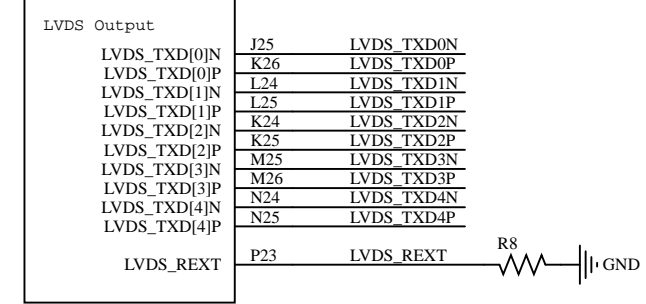 LVDS Output
LVDS_TXD[0]N J25 LVDS_TXD0N
LVDS_TXD[0]P K26 LVDS_TXD0P
LVDS_TXD[1]N L24 LVDS_TXD1N
LVDS_TXD[1]P L25 LVDS_TXD1P
LVDS_TXD[2]N K24 LVDS_TXD2N
LVDS_TXD[2]P K25 LVDS_TXD2P
LVDS_TXD[3]N M25 LVDS_TXD3N
LVDS_TXD[3]P M26 LVDS_TXD3P
LVDS_TXD[4]N N24 LVDS_TXD4N
LVDS_TXD[4]P N25 LVDS_TXD4P
R8
LVDS_REXT P23 LVDS_REXT GND